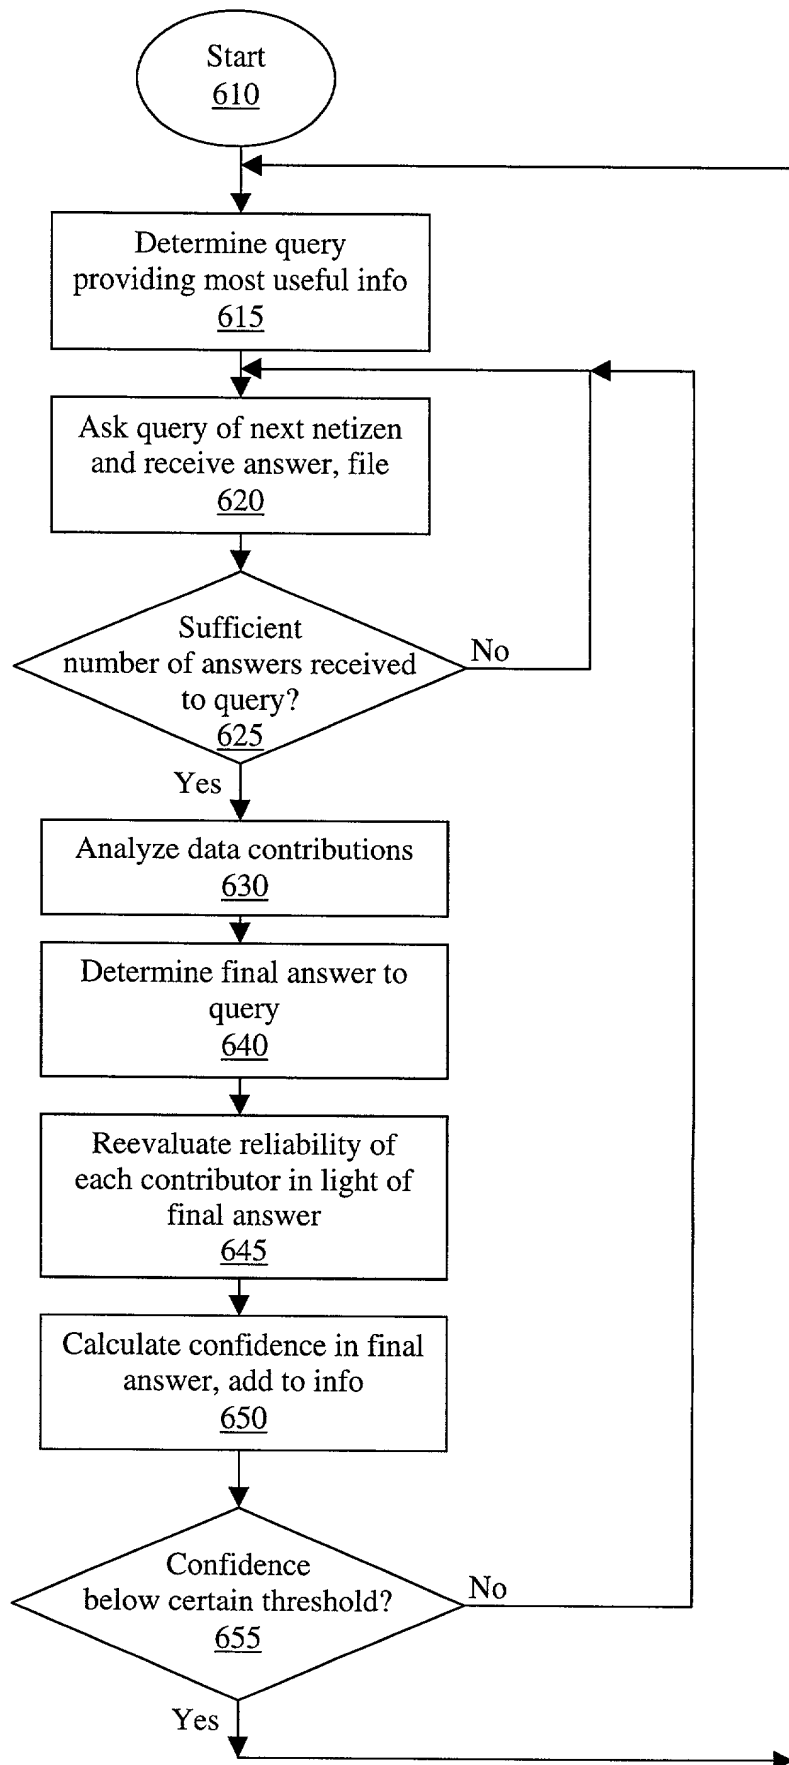 Start
610
Determine query
providing most useful info
615
Ask query of next netizen
and receive answer, file
620
Sufficient
number of answers received
to query?
625
No
Yes
Analyze data contributions
630
Determine final answer to
query
640
Reevaluate reliability of
each contributor in light of
final answer
645
Calculate confidence in final
answer, add to info
650
Confidence
below certain threshold?
655
No
Yes